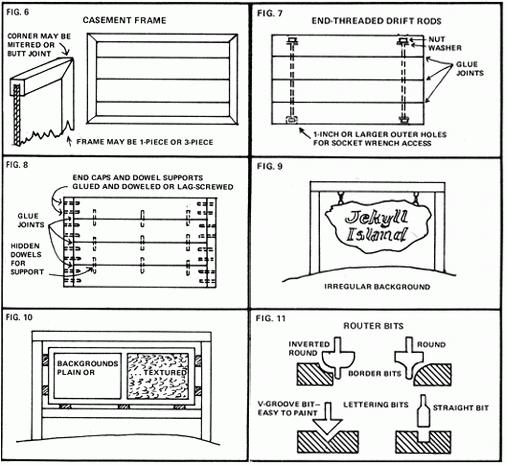 FIG. 6
CASEMENT FRAME
CORNER MAY BE
MITERED OR
BUTT JOINT
FRAME MAY BE 1-PIECE OR 3-PIECE
FIG. 7
END-THREADED DRIFT RODS
NUT
WASHER
GLUE
JOINTS
1-INCH OR LARGER OUTER HOLES
FOR SOCKET WRENCH ACCESS
FIG. 8
END CAPS AND DOWEL SUPPORTS
GLUED AND DOWELED OR LAG-SCREWED
GLUE
JOINTS
HIDDEN
DOWELS
FOR
SUPPORT
FIG. 9
Jekyll
Island
IRREGULAR BACKGROUND
FIG. 10
BACKGROUNDS
PLAIN OR
... TEXTURED
FIG. 11
ROUTER BITS
INVERTED
ROUND
ROUND
BORDER BITS
V-GROOVE BIT—
EASY TO PAINT
LETTERING BITS
STRAIGHT BIT